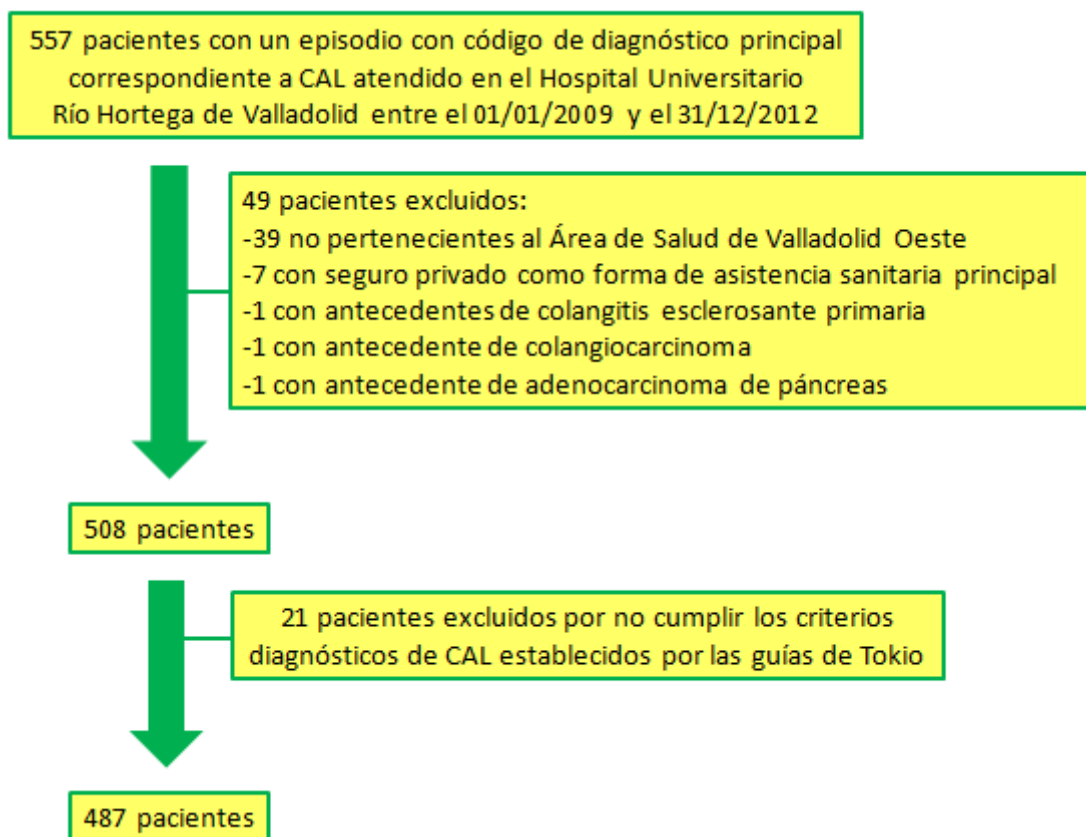 557 pacientes con un episodio con código de diagnóstico principal
correspondiente a CAL atendido en el Hospital Universitario
Río Hortega de Valladolid entre el 01/01/2009 y el 31/12/2012
49 pacientes excluidos:
-39 no pertenecientes al Área de Salud de Valladolid Oeste
-7 con seguro privado como forma de asistencia sanitaria principal
-1 con antecedentes de colangitis esclerosante primaria
-1 con antecedente de colangiocarcinoma
-1 con antecedente de adenocarcinoma de páncreas
508 pacientes
21 pacientes excluidos por no cumplir los criterios
diagnósticos de CAL establecidos por las guías de Tokio
487 pacientes